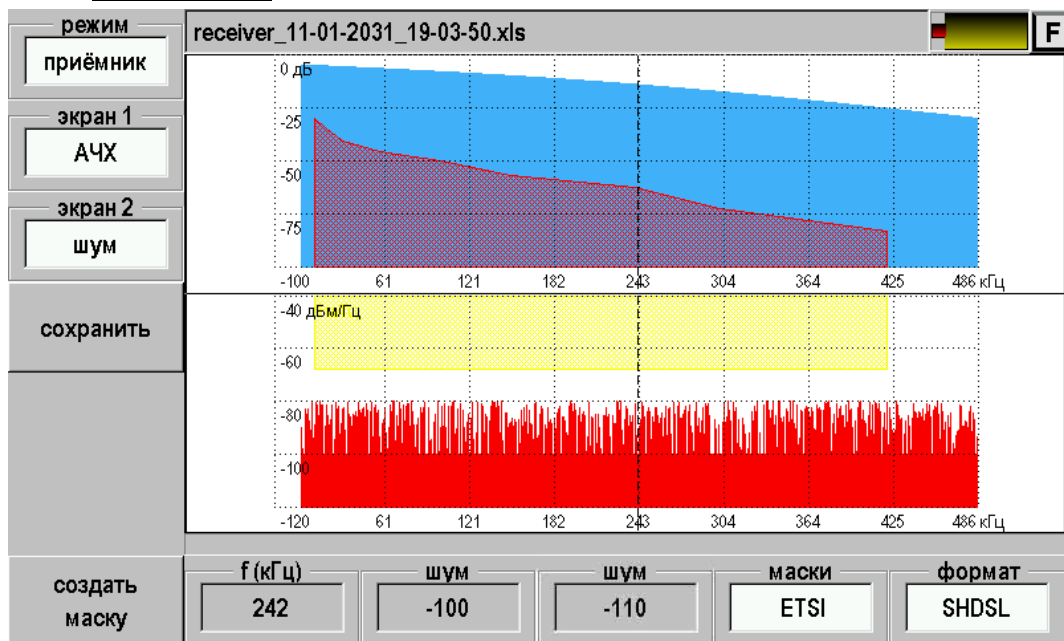 режим
приёмник
экран 1
АЧХ
экран 2
шум
сохранить
создать
маску
receiver_11-01-2031_19-03-50.xls
F
0 дБ
-25
-50
-75
-100 61 121 182 243 304 364 425 486 кГц
-40 дБм/Гц
-60
-80
-100
-120 61 121 182 243 304 364 425 486 кГц
f (кГц)
242
шум
-100
шум
-110
маски
ETSI
формат
SHDSL